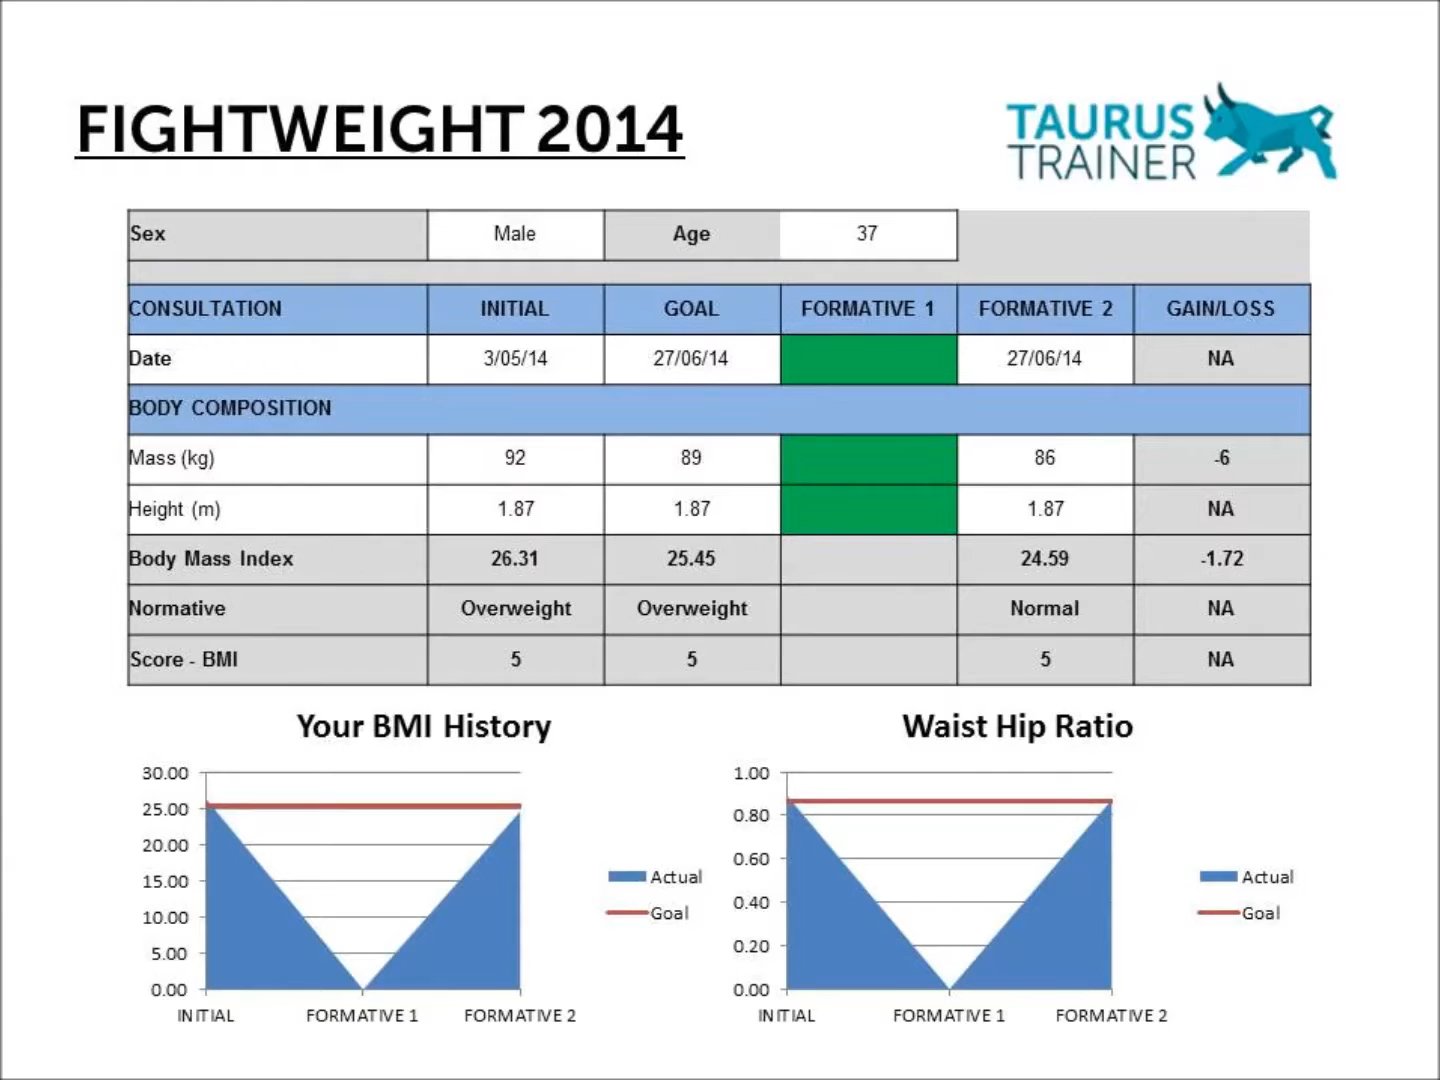 FIGHTWEIGHT 2014
TAURUS
TRAINER
Sex Male Age 37
CONSULTATION INITIAL GOAL FORMATIVE 1 FORMATIVE 2 GAIN/LOSS
Date 3/05/14 27/06/14 27/06/14 NA
BODY COMPOSITION
Mass (kg) 92 89 86 -6
Height (m) 1.87 1.87 1.87 NA
Body Mass Index 26.31 25.45 24.59 -1.72
Normative Overweight Overweight Normal NA
Score - BMI 5 5 5 NA
Your BMI History
30.00
25.00
20.00
15.00
10.00
5.00
0.00
INITIAL FORMATIVE 1 FORMATIVE 2
Actual
Goal
Waist Hip Ratio
1.00
0.80
0.60
0.40
0.20
0.00
INITIAL FORMATIVE 1 FORMATIVE 2
Actual
Goal